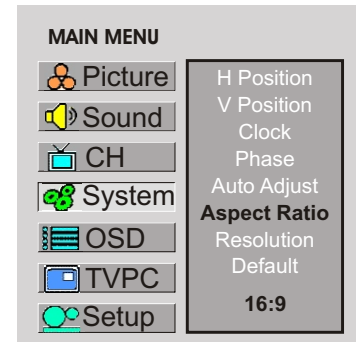 MAIN MENU
Picture
Sound
CH
System
OSD
TVPC
Setup
H Position
V Position
Clock
Phase
Auto Adjust
Aspect Ratio
Resolution
Default
16:9